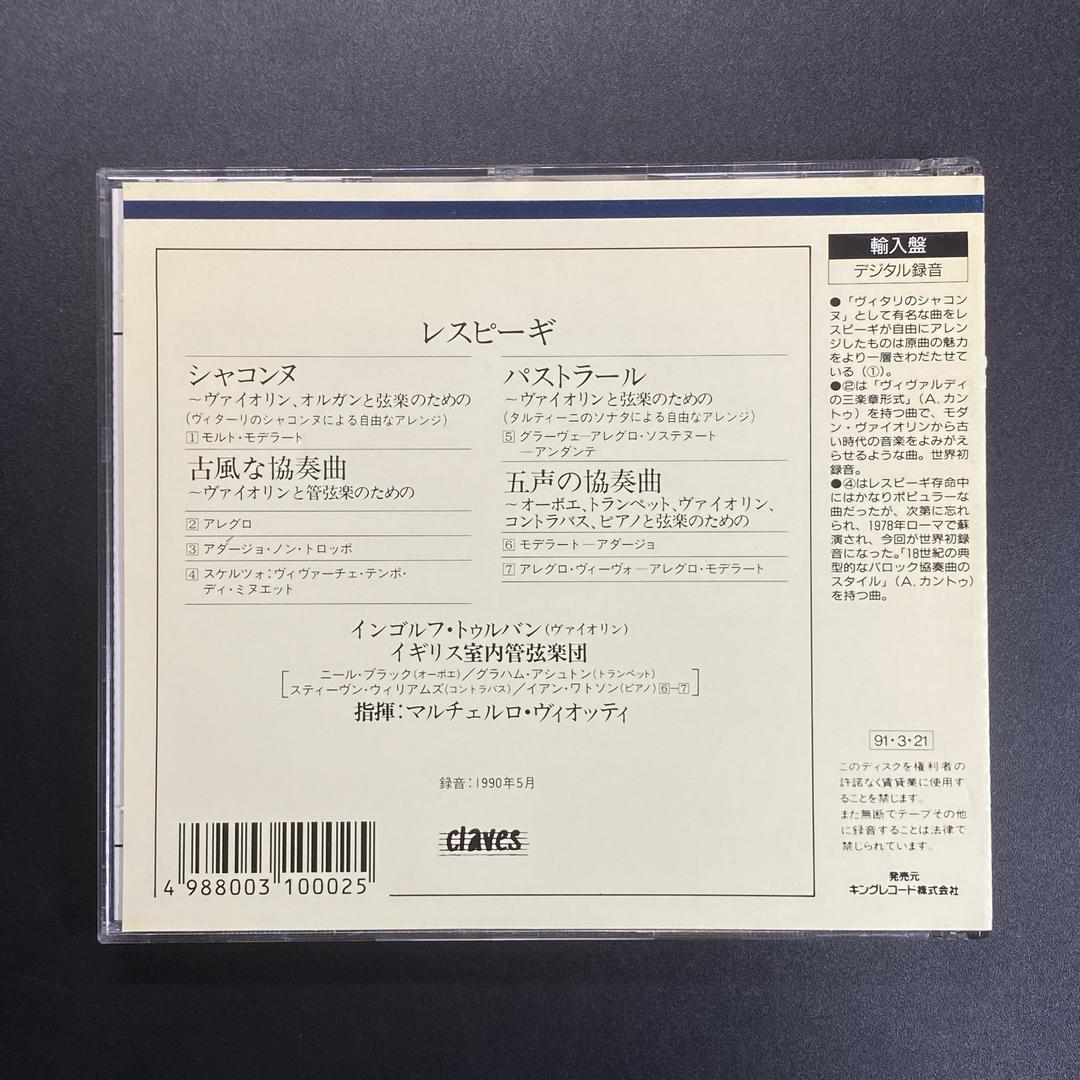 レスピーギ
シャコンヌ
～ヴァイオリン、オルガンと弦楽のための
(ヴィターリのシャコンヌによる自由なアレンジ)
1 モルト・モデラート
古風な協奏曲
～ヴァイオリンと管弦楽のための
2 アレグロ
3 アダージョ・ノン・トロッポ
4 スケルツォ：ヴィヴァーチェ・テンポ・
ディ・ミヌエット
パストラール
～ヴァイオリンと弦楽のための
(タルティーニのソナタによる自由なアレンジ)
5 グラーヴェ—アレグロ・ソステヌート
—アンダンテ
五声の協奏曲
～オーボエ、トランペット、ヴァイオリン、
コントラバス、ピアノと弦楽のための
6 モデラート—アダージョ
7 アレグロ・ヴィーヴォ—アレグロ・モデラート
インゴルフ・トゥルバン(ヴァイオリン)
イギリス室内管弦楽団
ニール・ブラック(オーボエ)／グラハム・アシュトン(トランペット)
スティーヴン・ウィリアムズ(コントラバス)／イアン・ワトソン(ピアノ)6-7
指揮：マルチェルロ・ヴィオッティ
録音：1990年5月
claves
4 988003 100025
輸入盤
デジタル録音
●「ヴィタリのシャコン
ヌ」として有名な曲をレ
スピーギが自由にアレン
ジしたものは原曲の魅力
をより一層きわだたせて
いる(①)。
●②は「ヴィヴァルディ
の三楽章形式」(A.カン
トゥ)を持つ曲で、モダ
ン・ヴァイオリンから古
い時代の音楽をよみがえ
らせるような曲。世界初
録音。
●④はレスピーギ存命中
にはかなりポピュラーな
曲だったが、次第に忘れ
られ、1978年ローマで蘇
演され、今回が世界初録
音になった。「18世紀の典
型的なバロック協奏曲の
スタイル」(A.カントゥ)
を持つ曲。
91・3・21
このディスクを権利者の
許諾なく賃貸業に使用す
ることを禁じます。
また無断でテープその他
に録音することは法律で
禁じられています。
発売元
キングレコード株式会社